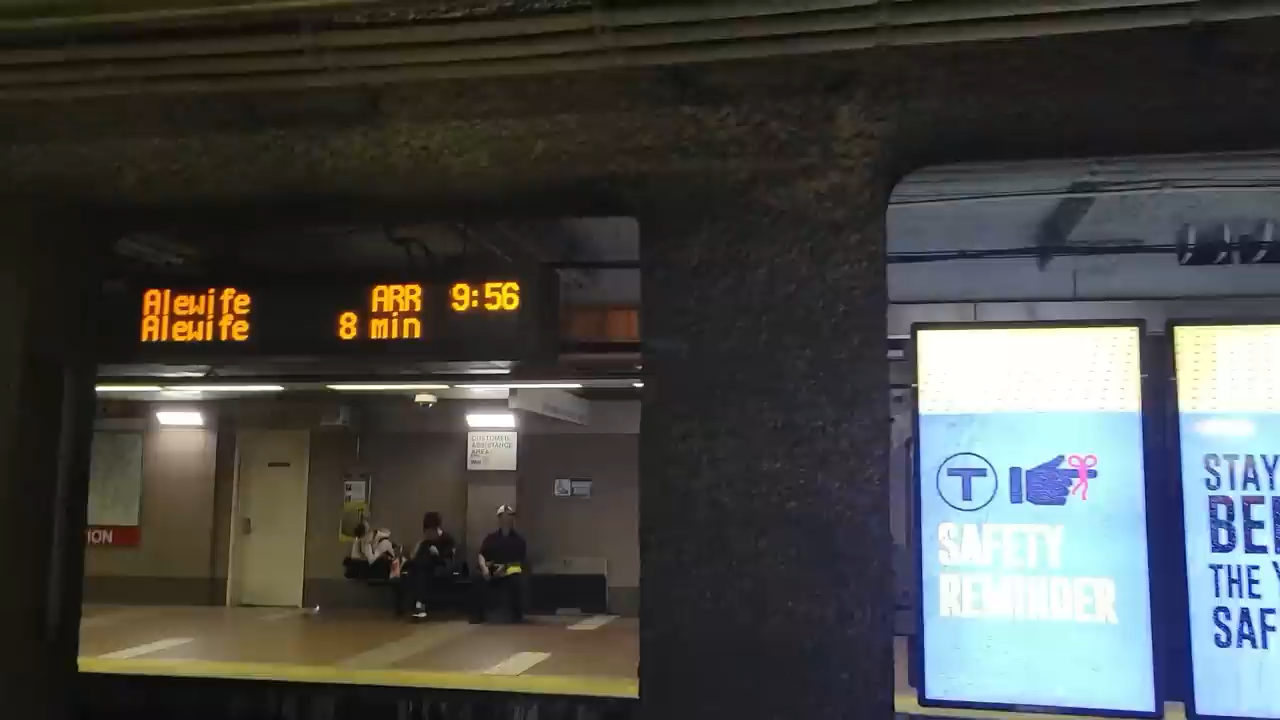 Alewife ARR 9:56
Alewife 8 min
CUSTOMER
ASSISTANCE
AREA
ION
T
SAFETY
REMINDER
STAY
BE
THE Y
SAF